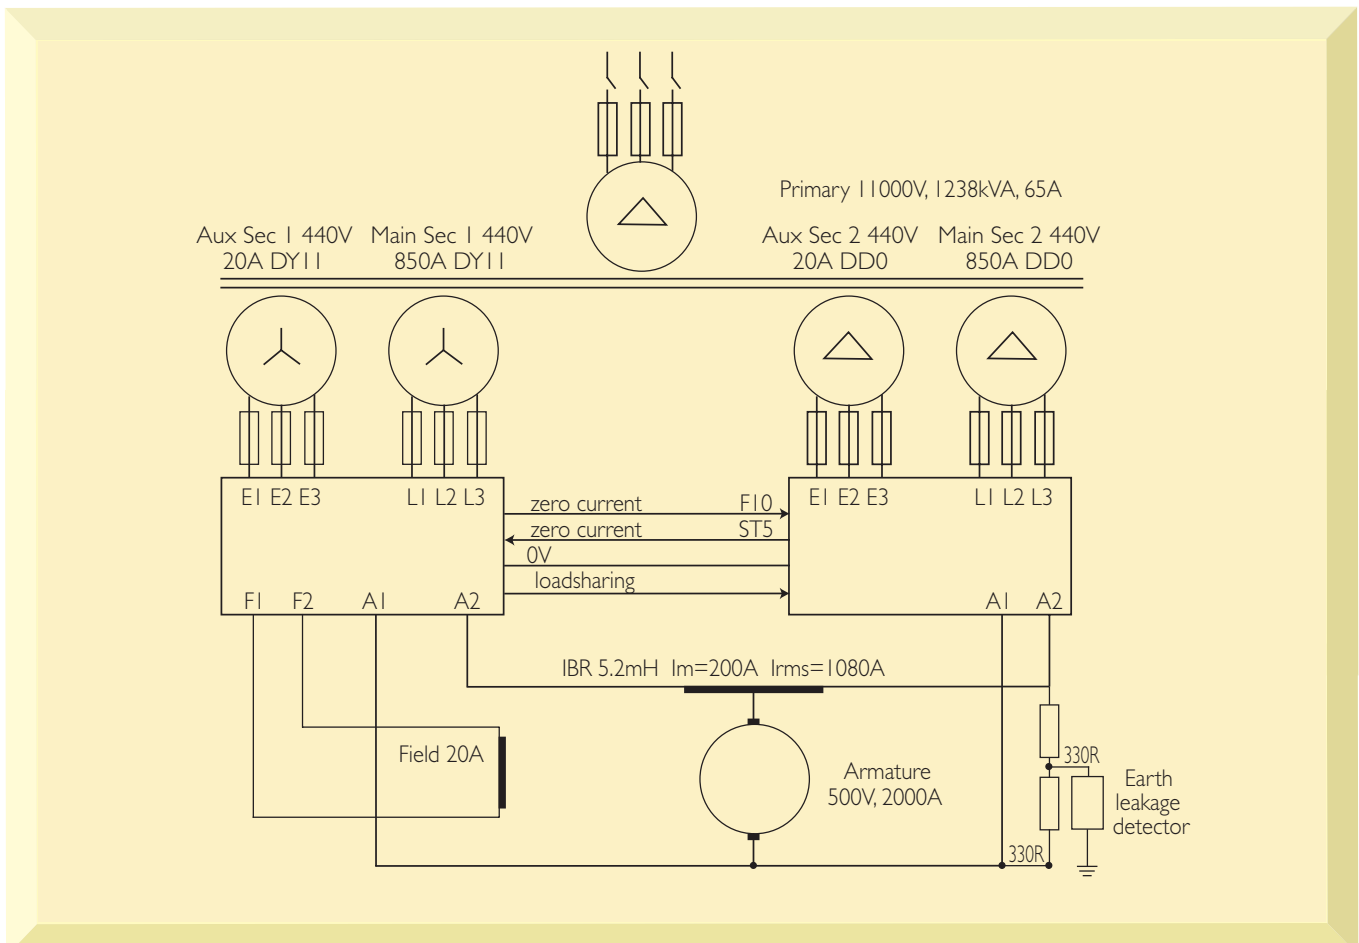 Primary 11000V, 1238kVA, 65A
Aux Sec 1 440V
20A DY11
Main Sec 1 440V
850A DY11
Aux Sec 2 440V
20A DD0
Main Sec 2 440V
850A DD0
E1 E2 E3
L1 L2 L3
E1 E2 E3
L1 L2 L3
zero current F10
zero current ST5
0V
loadsharing
F1 F2 A1 A2
A1 A2
IBR 5.2mH Im=200A Irms=1080A
Field 20A
Armature
500V, 2000A
330R
Earth
leakage
detector
330R